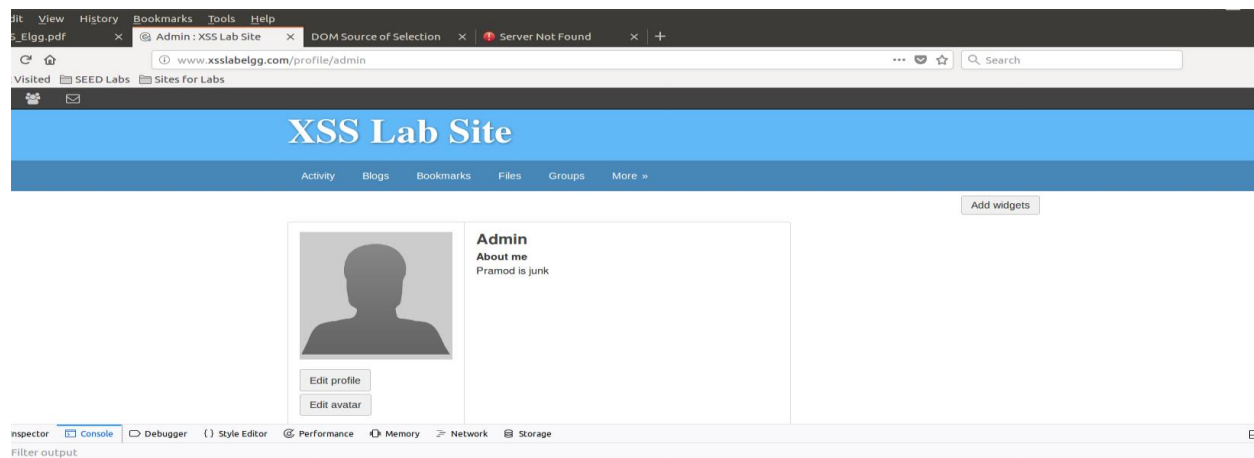 dit View History Bookmarks Tools Help
S_Elgg.pdf × Admin : XSS Lab Site × DOM Source of Selection × Server Not Found × +
www.xsslabelgg.com/profile/admin ... Search
Visited SEED Labs Sites for Labs
XSS Lab Site
Activity Blogs Bookmarks Files Groups More »
Add widgets
Admin
About me
Pramod is junk
Edit profile
Edit avatar
nspector Console Debugger { } Style Editor Performance Memory Network Storage
Filter output